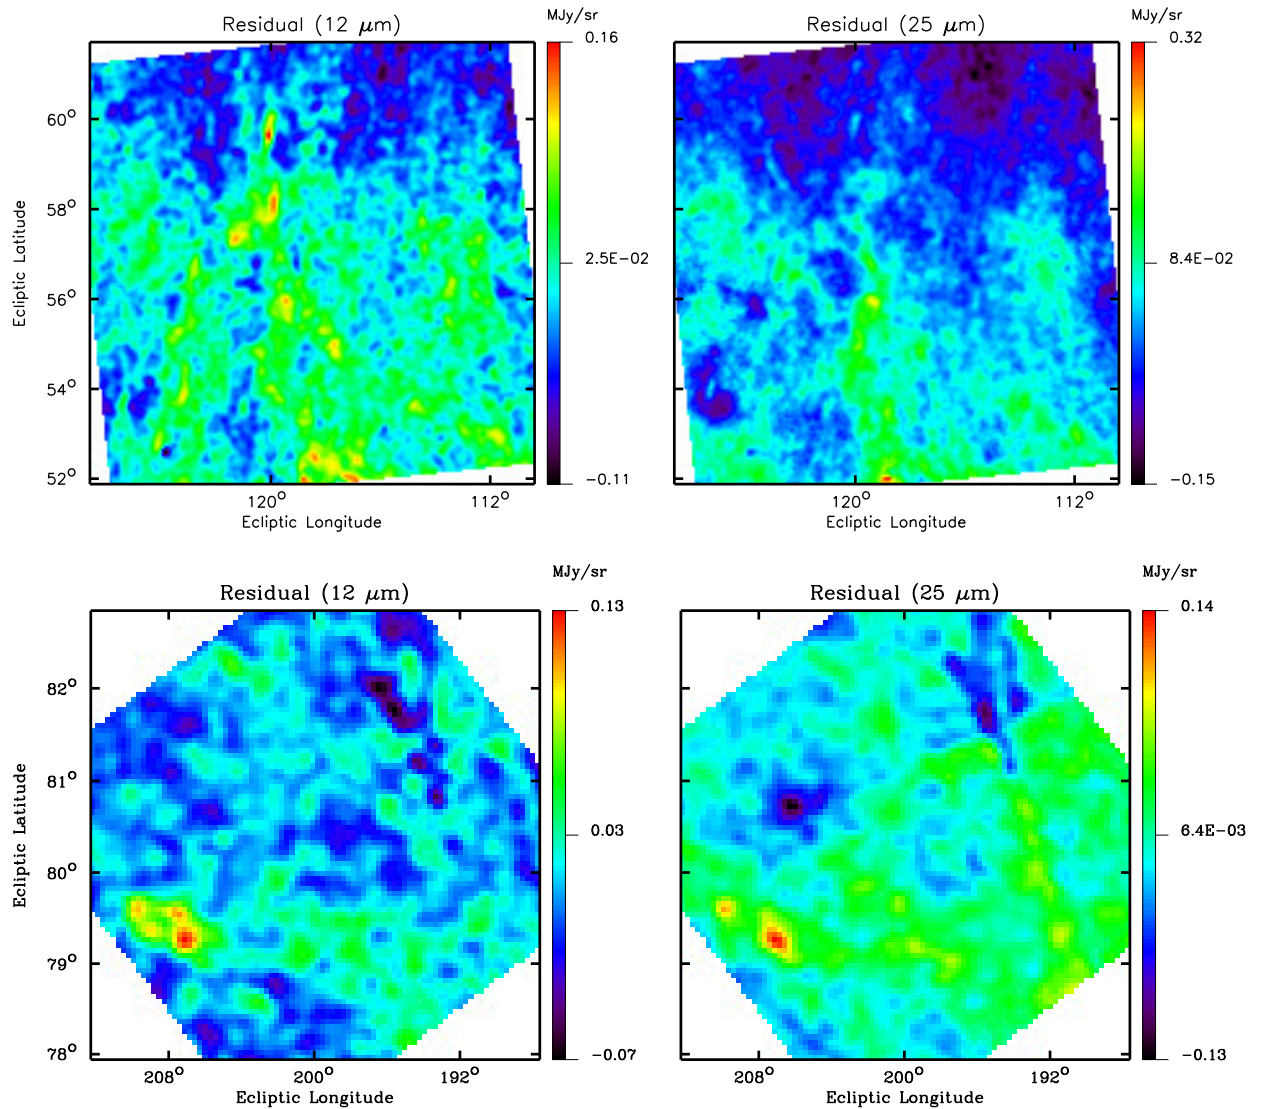 Residual (12 μm)
MJy/sr
0.16
2.5E-02
−0.11
60°
58°
56°
54°
52°
Ecliptic Latitude
120°
112°
Ecliptic Longitude
Residual (25 μm)
MJy/sr
0.32
8.4E-02
−0.15
120°
112°
Ecliptic Longitude
Residual (12 μm)
MJy/sr
0.13
0.03
−0.07
82°
81°
80°
79°
78°
Ecliptic Latitude
208°
200°
192°
Ecliptic Longitude
Residual (25 μm)
MJy/sr
0.14
6.4E−03
−0.13
208°
200°
192°
Ecliptic Longitude